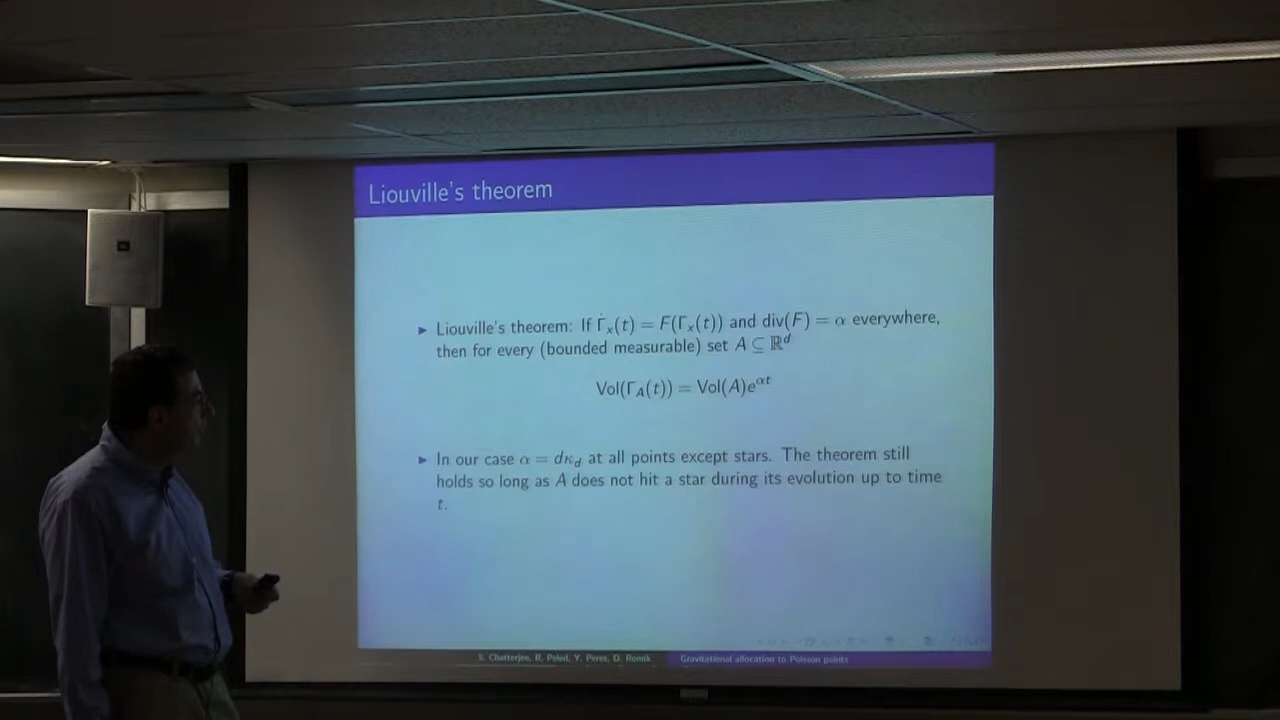 Liouville's theorem
▶ Liouville's theorem: If Γ̇ₓ(t) = F(Γₓ(t)) and div(F) = α everywhere,
then for every (bounded measurable) set A ⊆ ℝᵈ
Vol(Γ_A(t)) = Vol(A)e^{αt}
▶ In our case α = dκ_d at all points except stars. The theorem still
holds so long as A does not hit a star during its evolution up to time
t.
S. Chatterjee, R. Peled, Y. Peres, D. Romik
Gravitational allocation to Poisson points